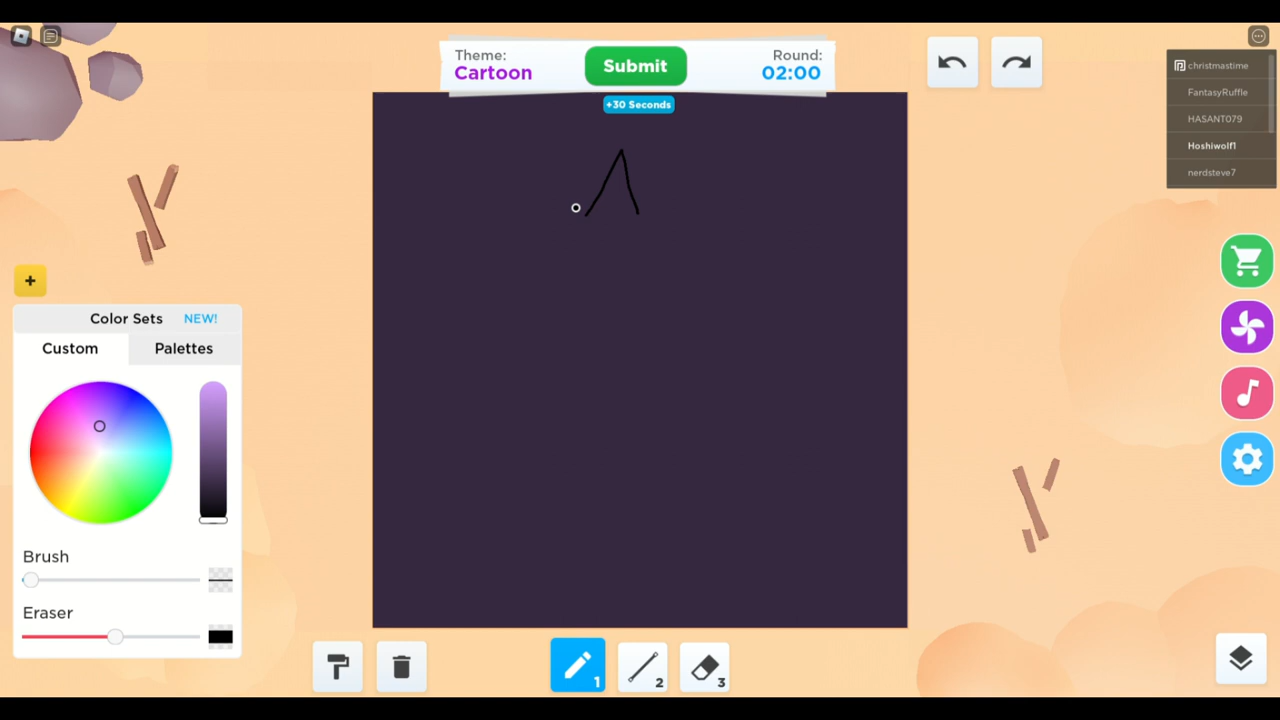 Theme:
Cartoon
Submit
Round:
02:00
+30 Seconds
christmastime
FantasyRuffle
HASANT079
Hoshiwolf1
nerdsteve7
+
Color Sets NEW!
Custom Palettes
Brush
Eraser
1 2 3